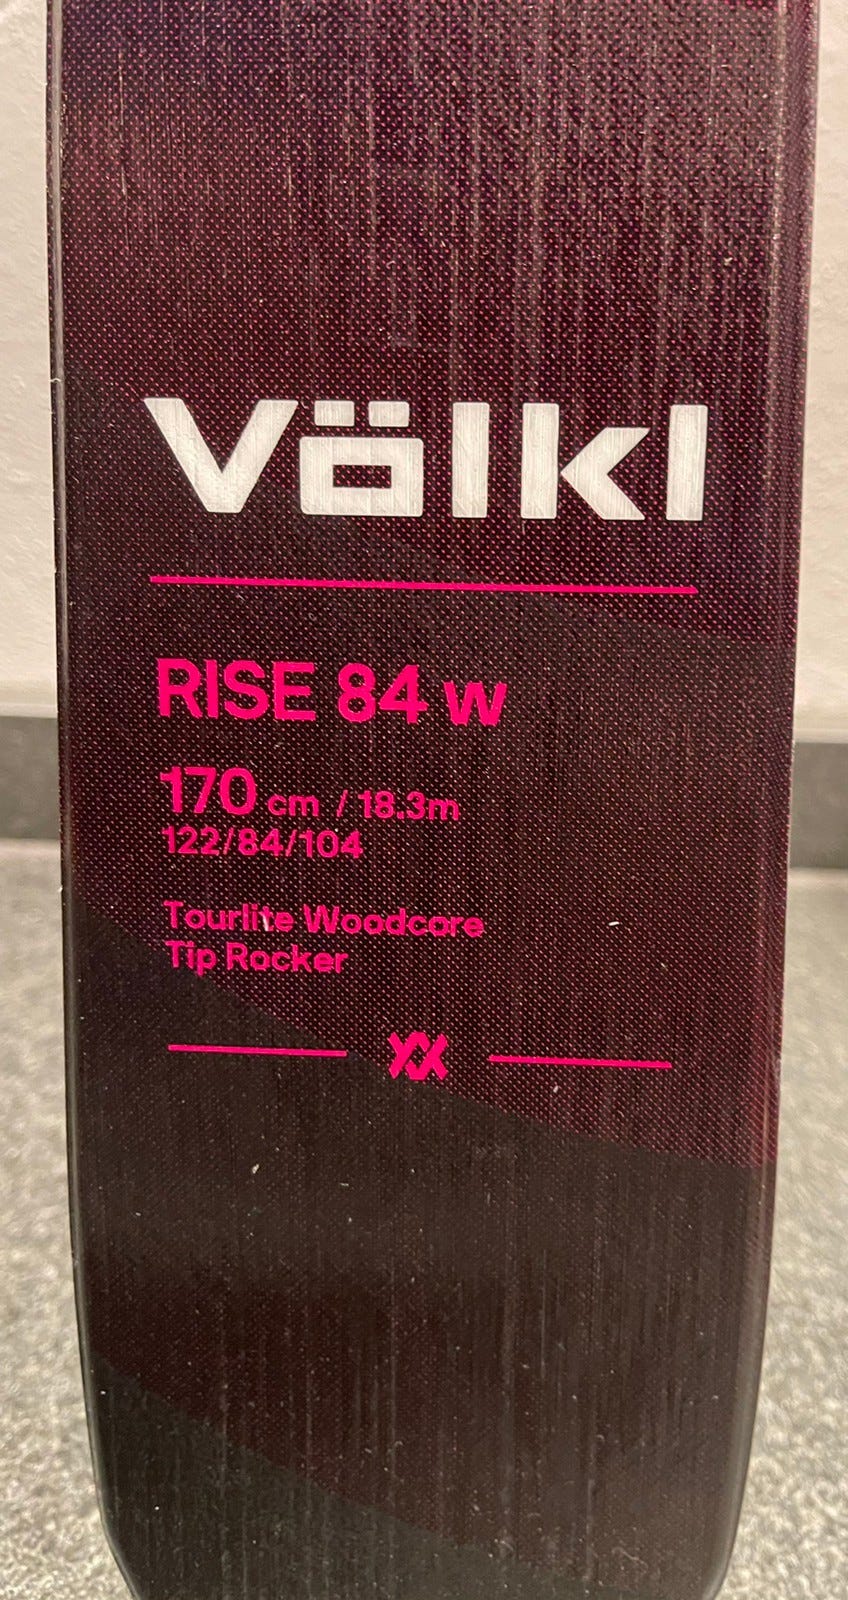 Völkl
RISE 84 W
170 cm / 18.3m
122/84/104
Tourlite Woodcore
Tip Rocker